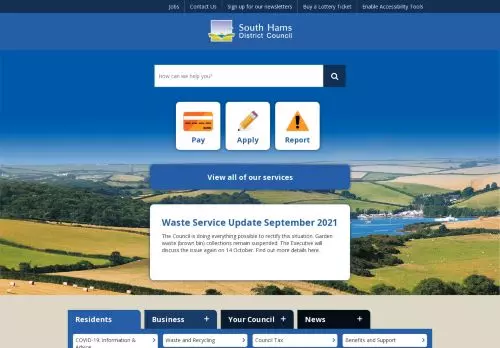 Jobs Contact Us Sign up for our newsletters Buy a Lottery Ticket Enable Accessibility Tools
South Hams
District Council
How can we help you?
Pay Apply Report
View all of our services
Waste Service Update September 2021
The Council is doing everything possible to rectify this situation. Garden
waste (brown bin) collections remain suspended. The Executive will
discuss the issue again on 14 October. Find out more details here.
Residents Business + Your Council + News +
COVID-19: Information & Waste and Recycling Council Tax Benefits and Support
Advice